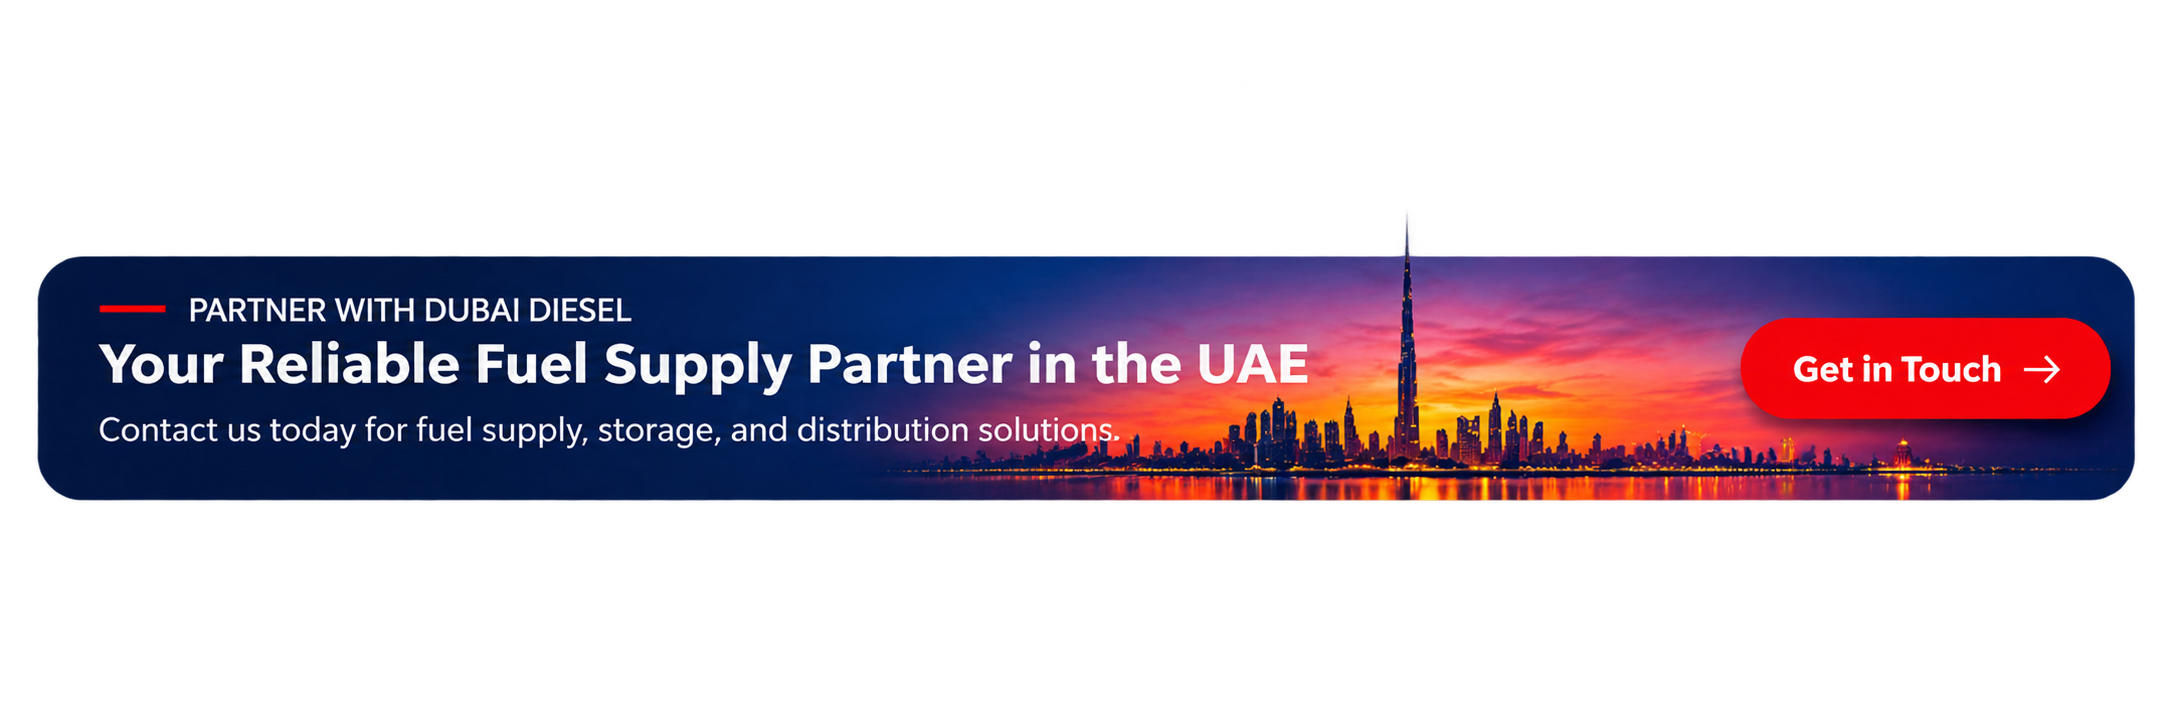 PARTNER WITH DUBAI DIESEL
Your Reliable Fuel Supply Partner in the UAE
Contact us today for fuel supply, storage, and distribution solutions.
Get in Touch →